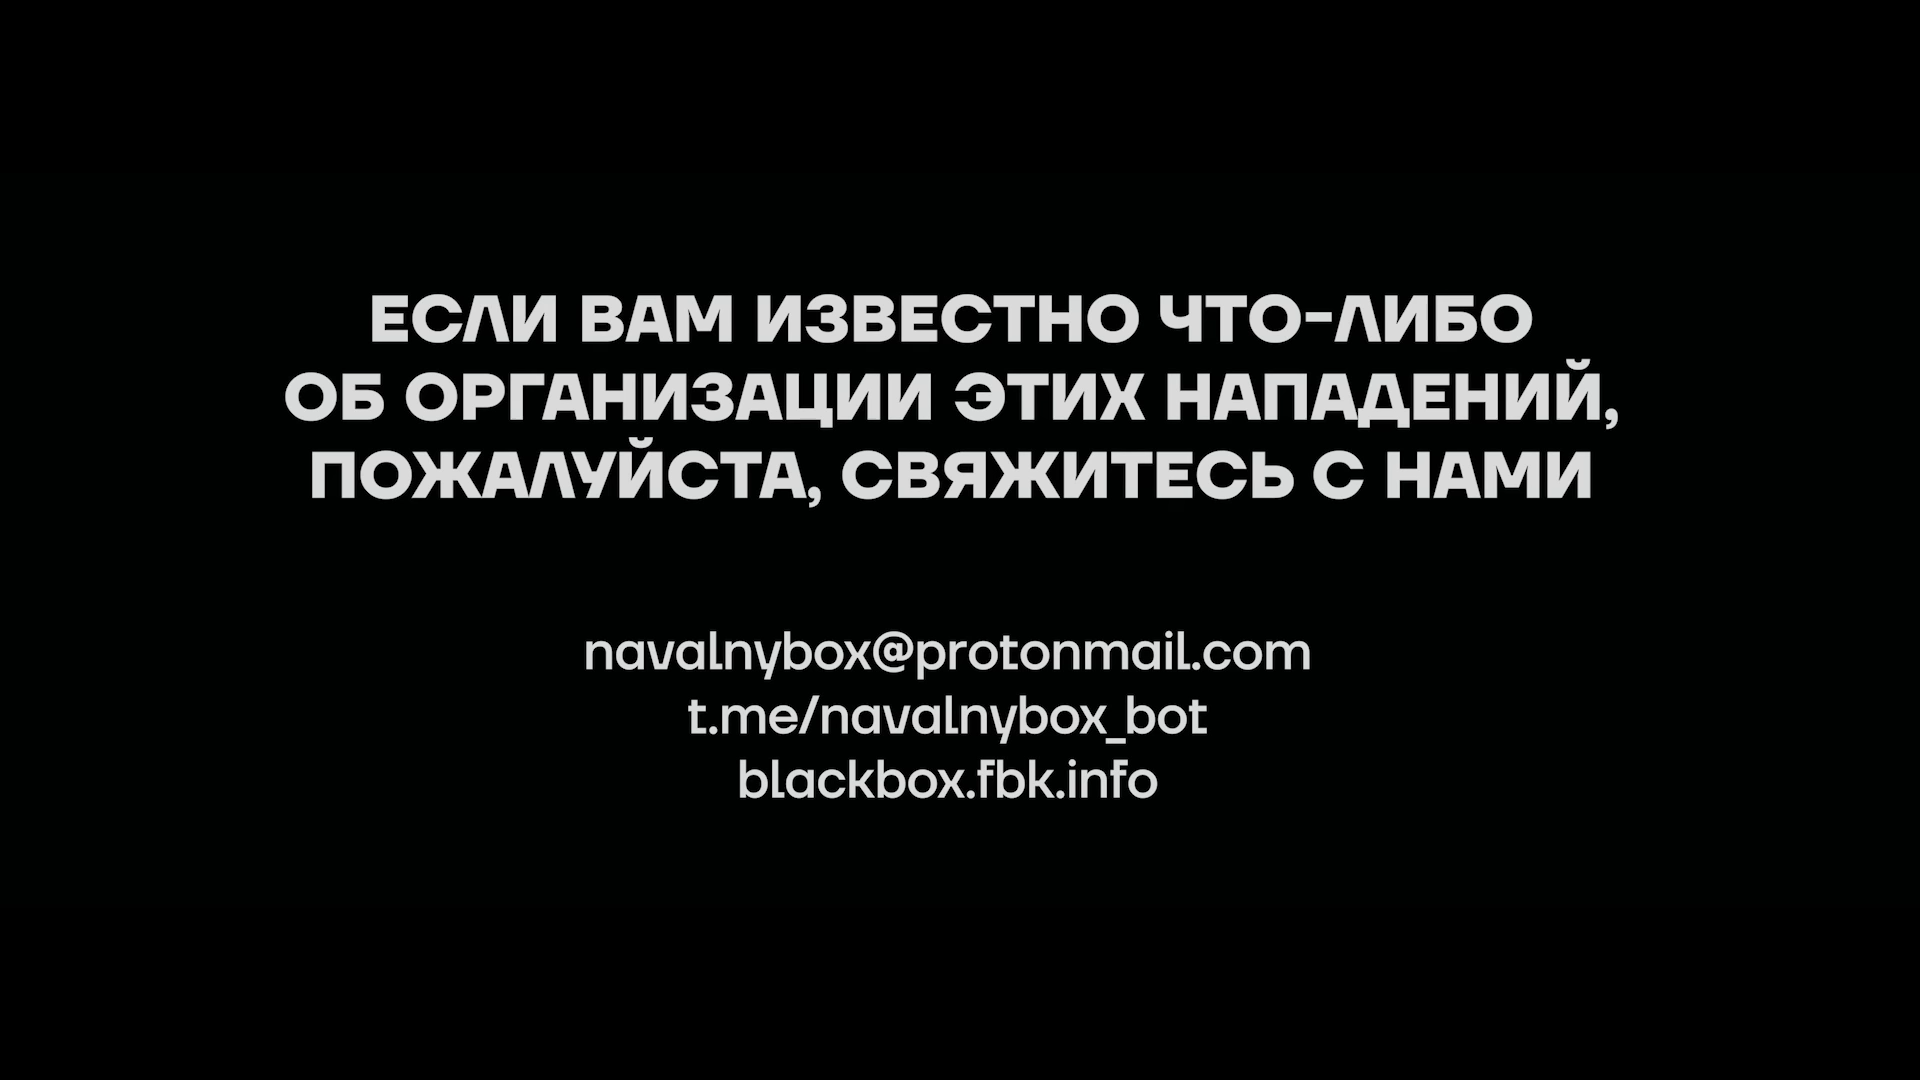 ЕСЛИ ВАМ ИЗВЕСТНО ЧТО-ЛИБО
ОБ ОРГАНИЗАЦИИ ЭТИХ НАПАДЕНИЙ,
ПОЖАЛУЙСТА, СВЯЖИТЕСЬ С НАМИ
navalnybox@protonmail.com
t.me/navalnybox_bot
blackbox.fbk.info